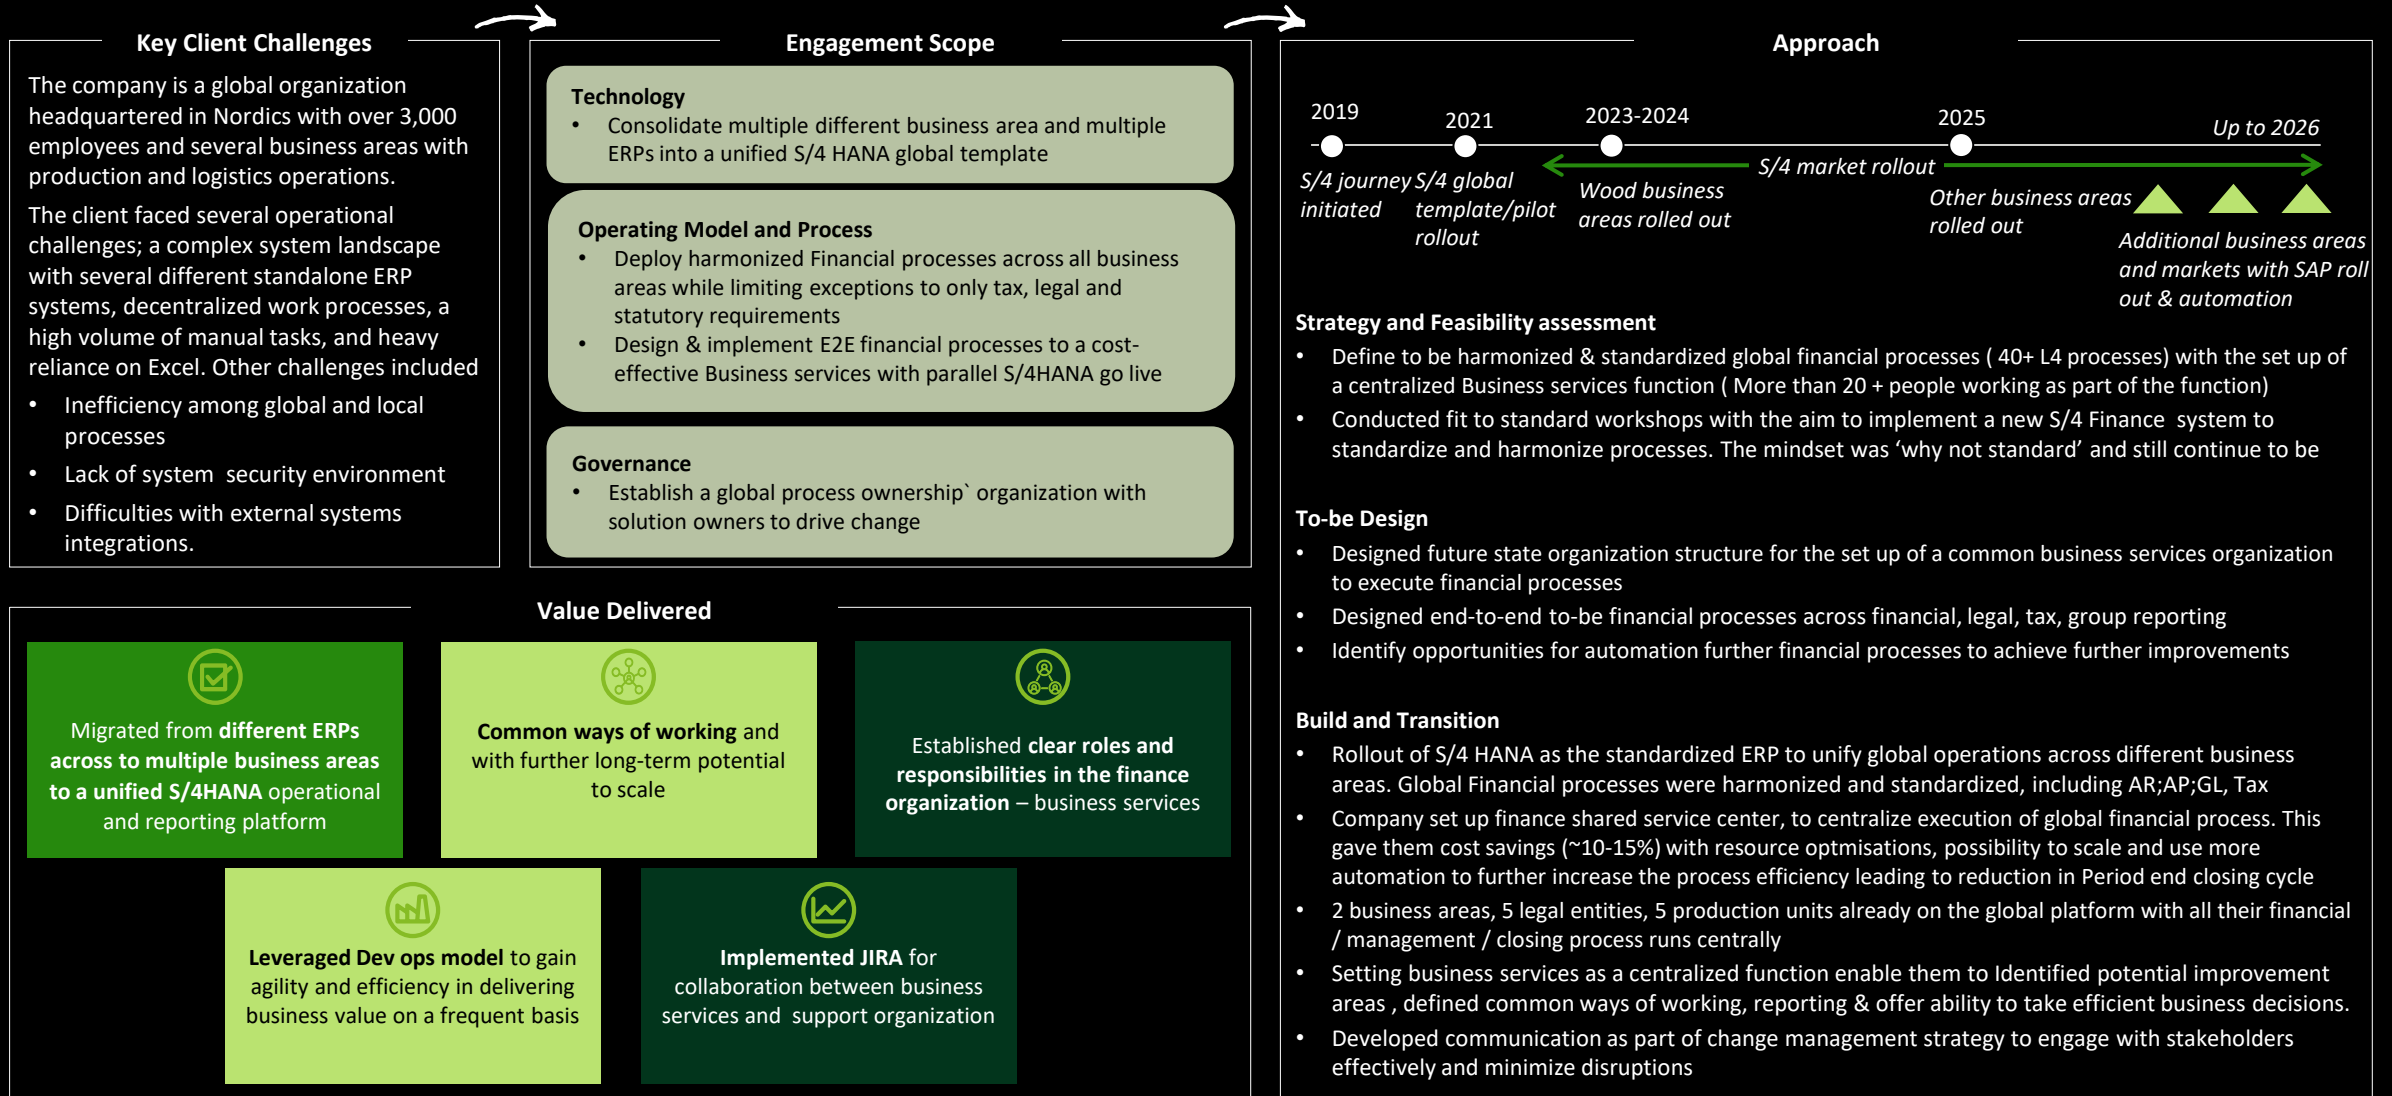 Key Client Challenges
The company is a global organization
headquartered in Nordics with over 3,000
employees and several business areas with
production and logistics operations.
The client faced several operational
challenges; a complex system landscape
with several different standalone ERP
systems, decentralized work processes, a
high volume of manual tasks, and heavy
reliance on Excel. Other challenges included
• Inefficiency among global and local
processes
• Lack of system  security environment
• Difficulties with external systems
integrations.
Engagement Scope
Technology
• Consolidate multiple different business area and multiple
ERPs into a unified S/4 HANA global template
Operating Model and Process
• Deploy harmonized Financial processes across all business
areas while limiting exceptions to only tax, legal and
statutory requirements
• Design & implement E2E financial processes to a cost-
effective Business services with parallel S/4HANA go live
Governance
• Establish a global process ownership` organization with
solution owners to drive change
Value Delivered
Migrated from different ERPs
across to multiple business areas
to a unified S/4HANA operational
and reporting platform
Common ways of working and
with further long-term potential
to scale
Established clear roles and
responsibilities in the finance
organization – business services
Leveraged Dev ops model to gain
agility and efficiency in delivering
business value on a frequent basis
Implemented JIRA for
collaboration between business
services and  support organization
Approach
2019
2021
2023-2024
2025
Up to 2026
S/4 journey
initiated
S/4 global
template/pilot
rollout
Wood business
areas rolled out
S/4 market rollout
Other business areas
rolled out
Additional business areas
and markets with SAP roll
out & automation
Strategy and Feasibility assessment
• Define to be harmonized & standardized global financial processes ( 40+ L4 processes) with the set up of
a centralized Business services function ( More than 20 + people working as part of the function)
• Conducted fit to standard workshops with the aim to implement a new S/4 Finance  system to
standardize and harmonize processes. The mindset was ‘why not standard’ and still continue to be
To-be Design
• Designed future state organization structure for the set up of a common business services organization
to execute financial processes
• Designed end-to-end to-be financial processes across financial, legal, tax, group reporting
• Identify opportunities for automation further financial processes to achieve further improvements
Build and Transition
• Rollout of S/4 HANA as the standardized ERP to unify global operations across different business
areas. Global Financial processes were harmonized and standardized, including AR;AP;GL, Tax
• Company set up finance shared service center, to centralize execution of global financial process. This
gave them cost savings (~10-15%) with resource optmisations, possibility to scale and use more
automation to further increase the process efficiency leading to reduction in Period end closing cycle
• 2 business areas, 5 legal entities, 5 production units already on the global platform with all their financial
/ management / closing process runs centrally
• Setting business services as a centralized function enable them to Identified potential improvement
areas , defined common ways of working, reporting & offer ability to take efficient business decisions.
• Developed communication as part of change management strategy to engage with stakeholders
effectively and minimize disruptions